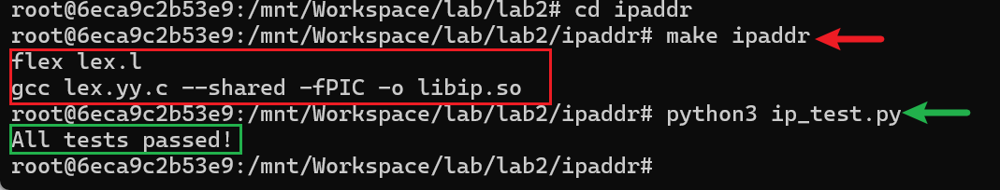 root@6eca9c2b53e9:/mnt/Workspace/lab/lab2# cd ipaddr
root@6eca9c2b53e9:/mnt/Workspace/lab/lab2/ipaddr# make ipaddr
flex lex.l
gcc lex.yy.c --shared -fPIC -o libip.so
root@6eca9c2b53e9:/mnt/Workspace/lab/lab2/ipaddr# python3 ip_test.py
All tests passed!
root@6eca9c2b53e9:/mnt/Workspace/lab/lab2/ipaddr#